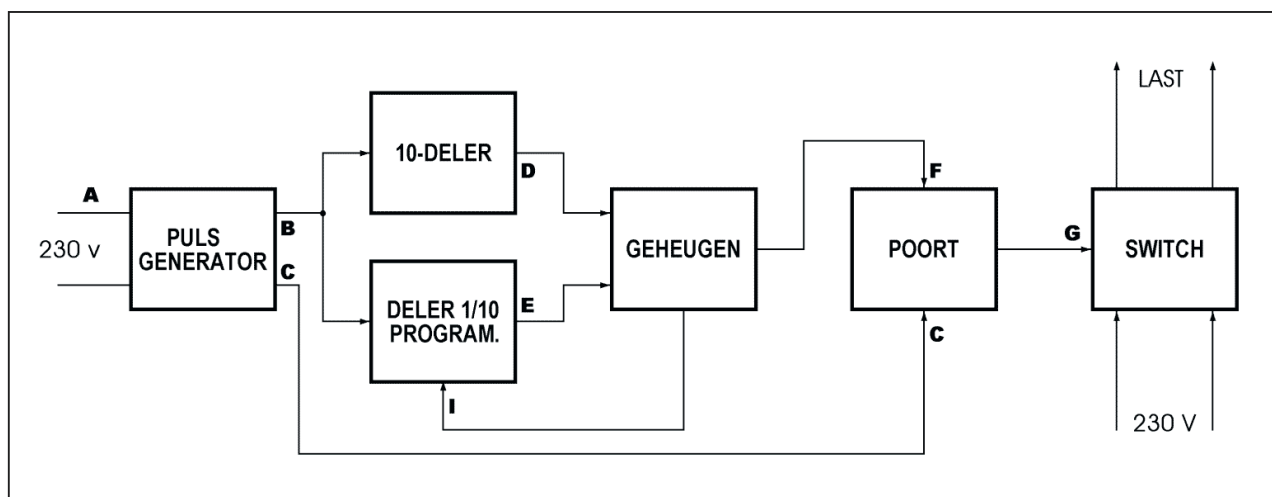 LAST
10-DELER
D
F
A
230 v
PULS
GENERATOR
B
C
GEHEUGEN
POORT
G
SWITCH
DELER 1/10
PROGRAM.
E
C
I
230 V